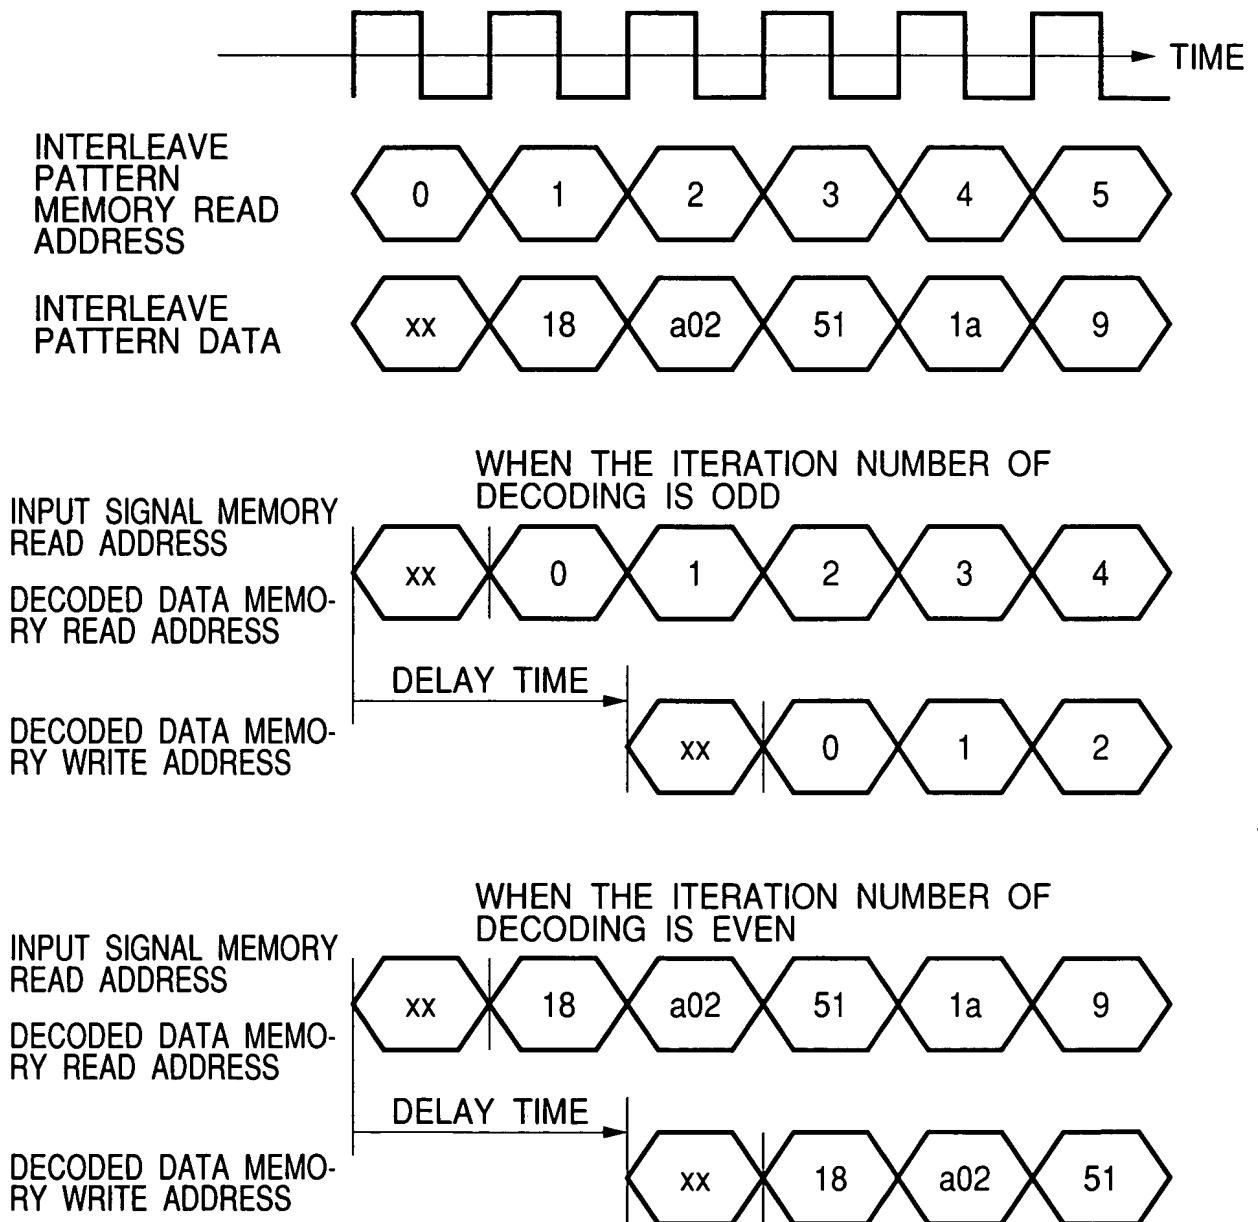 TIME
INTERLEAVE
PATTERN
MEMORY READ
ADDRESS
0 1 2 3 4 5
INTERLEAVE
PATTERN DATA
xx 18 a02 51 1a 9
WHEN THE ITERATION NUMBER OF
DECODING IS ODD
INPUT SIGNAL MEMORY
READ ADDRESS
DECODED DATA MEMO-
RY READ ADDRESS
xx 0 1 2 3 4
DELAY TIME
DECODED DATA MEMO-
RY WRITE ADDRESS
xx 0 1 2
WHEN THE ITERATION NUMBER OF
DECODING IS EVEN
INPUT SIGNAL MEMORY
READ ADDRESS
DECODED DATA MEMO-
RY READ ADDRESS
xx 18 a02 51 1a 9
DELAY TIME
DECODED DATA MEMO-
RY WRITE ADDRESS
xx 18 a02 51